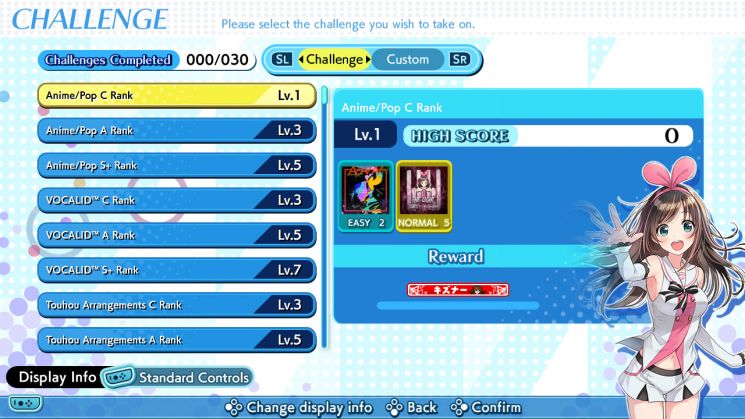 CHALLENGE
Please select the challenge you wish to take on.
Challenges Completed 000/030
SL Challenge Custom SR
Anime/Pop C Rank Lv.1
Anime/Pop A Rank Lv.3
Anime/Pop S+ Rank Lv.5
VOCALID™ C Rank Lv.3
VOCALID™ A Rank Lv.5
VOCALID™ S+ Rank Lv.7
Touhou Arrangements C Rank Lv.3
Touhou Arrangements A Rank Lv.5
Anime/Pop C Rank
Lv.1 HIGH SCORE 0
EASY 2
NORMAL 5
Reward
キズナー
Display Info Standard Controls
Change display info Back Confirm